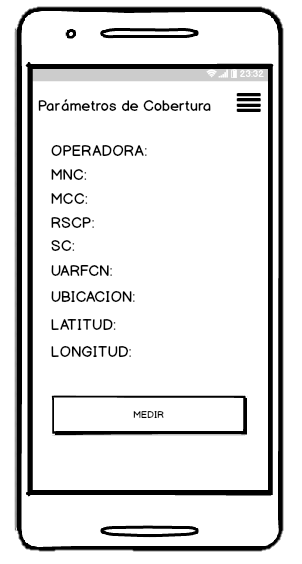 23:32
Parámetros de Cobertura
OPERADORA:
MNC:
MCC:
RSCP:
SC:
UARFCN:
UBICACION:
LATITUD:
LONGITUD:
MEDIR